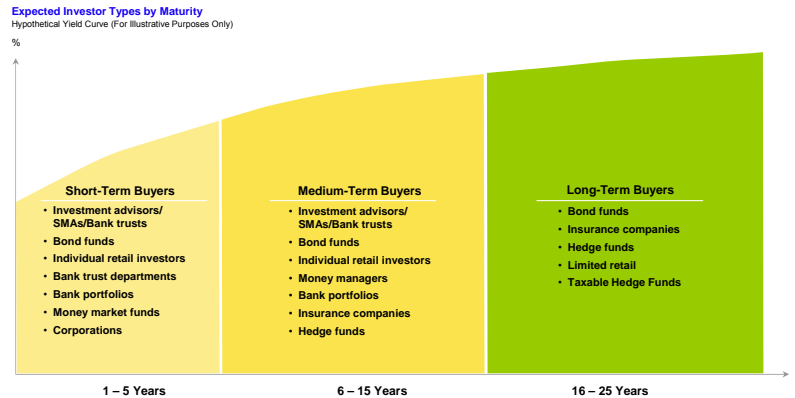 Expected Investor Types by Maturity
Hypothetical Yield Curve (For Illustrative Purposes Only)
%
Short-Term Buyers
• Investment advisors/
SMAs/Bank trusts
• Bond funds
• Individual retail investors
• Bank trust departments
• Bank portfolios
• Money market funds
• Corporations
Medium-Term Buyers
• Investment advisors/
SMAs/Bank trusts
• Bond funds
• Individual retail investors
• Money managers
• Bank portfolios
• Insurance companies
• Hedge funds
Long-Term Buyers
• Bond funds
• Insurance companies
• Hedge funds
• Limited retail
• Taxable Hedge Funds
1 – 5 Years
6 – 15 Years
16 – 25 Years